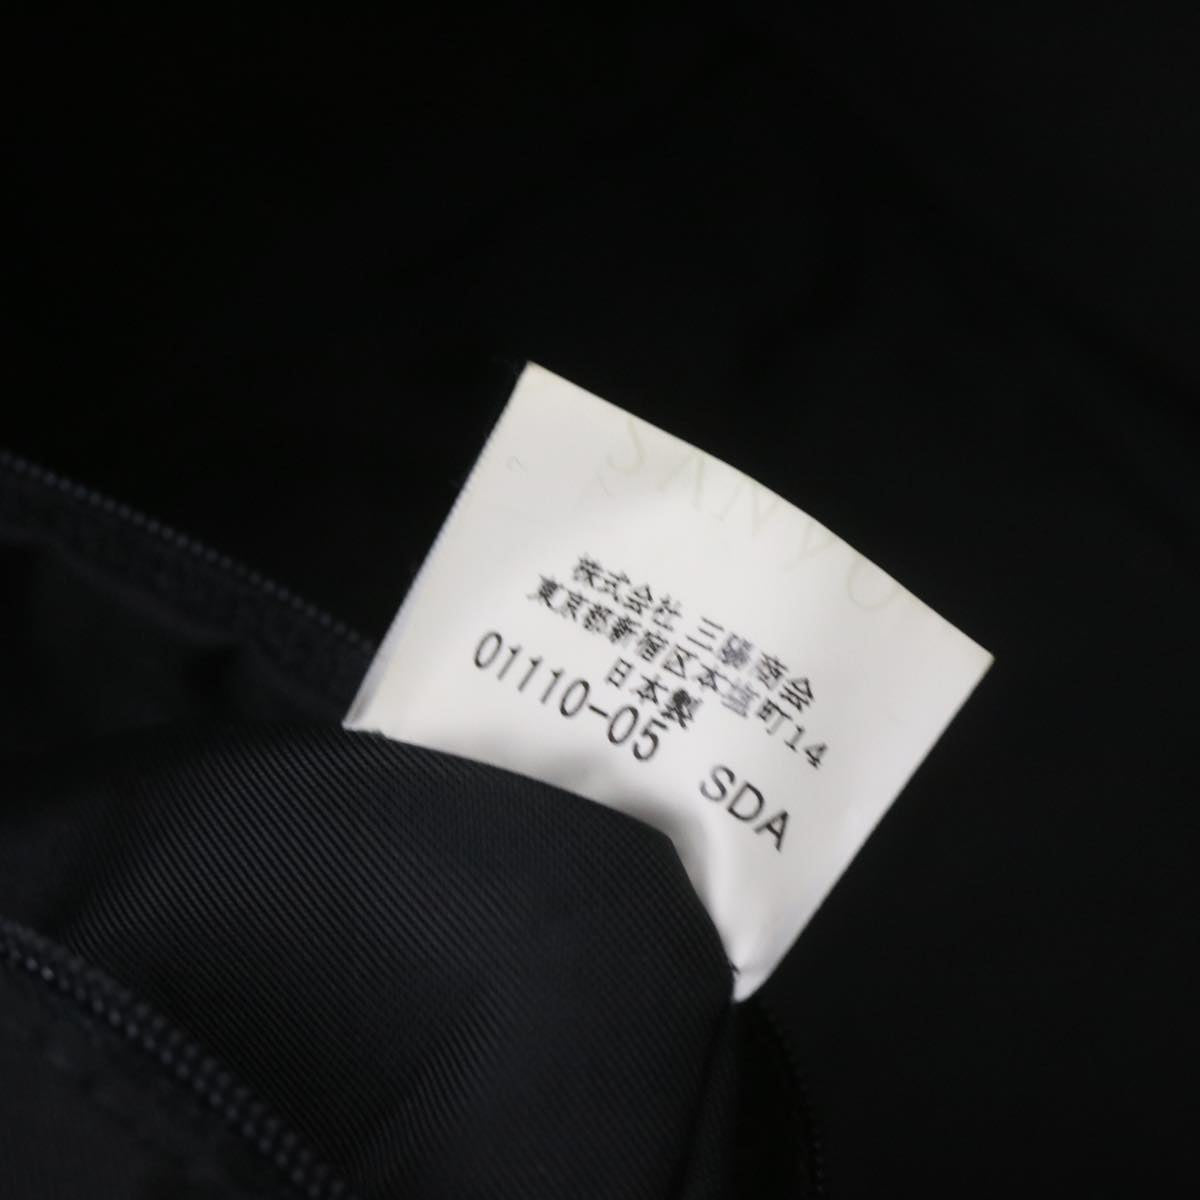 SANYO
株式会社 三陽商会
東京都新宿区本塩町14
日本製
01110-05 SDA